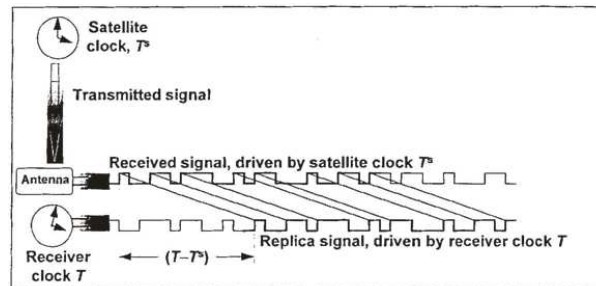 Satellite
clock, Tˢ
Transmitted signal
Received signal, driven by satellite clock Tˢ
Antenna
Replica signal, driven by receiver clock T
Receiver
clock T
(T–Tˢ)